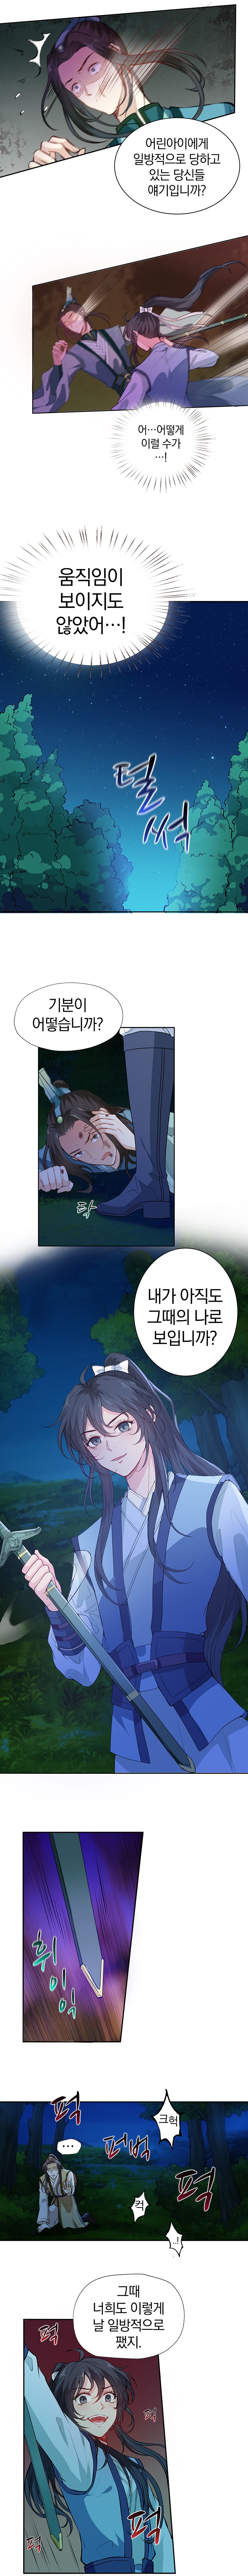 어린아이에게
일방적으로 당하고
있는 당신들
얘기입니까?
어…어떻게
이럴 수가
…!
움직임이
보이지도
않았어…!
덜
썩
기분이
어떻습니까?
탁
내가 아직도
그때의 나로
보입니까?
휘
이
익
퍽
…
퍼벅
크헉
퍽
컥
…!
그때
너희도 이렇게
날 일방적으로
팼지.
퍽
퍽
퍽
퍽